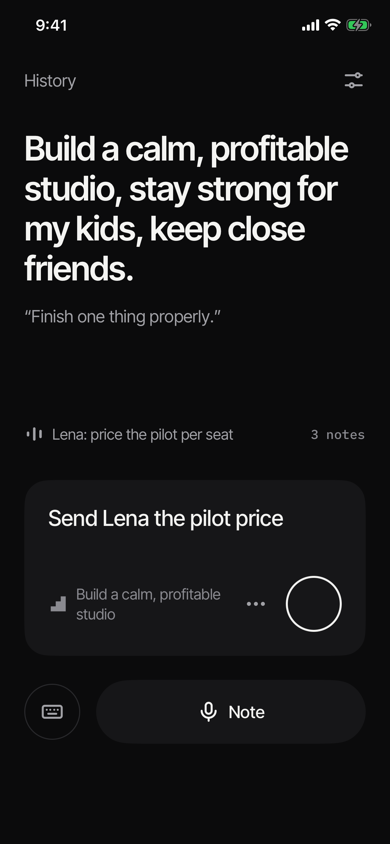 9:41
History
Build a calm, profitable
studio, stay strong for
my kids, keep close
friends.
“Finish one thing properly.”
Lena: price the pilot per seat
3 notes
Send Lena the pilot price
Build a calm, profitable
studio
Note